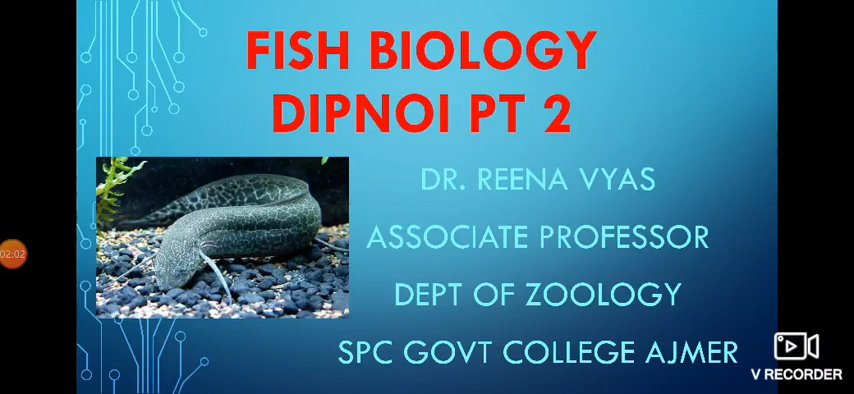 FISH BIOLOGY
DIPNOI PT 2
DR. REENA VYAS
ASSOCIATE PROFESSOR
02:02
DEPT OF ZOOLOGY
SPC GOVT COLLEGE AJMER
V RECORDER